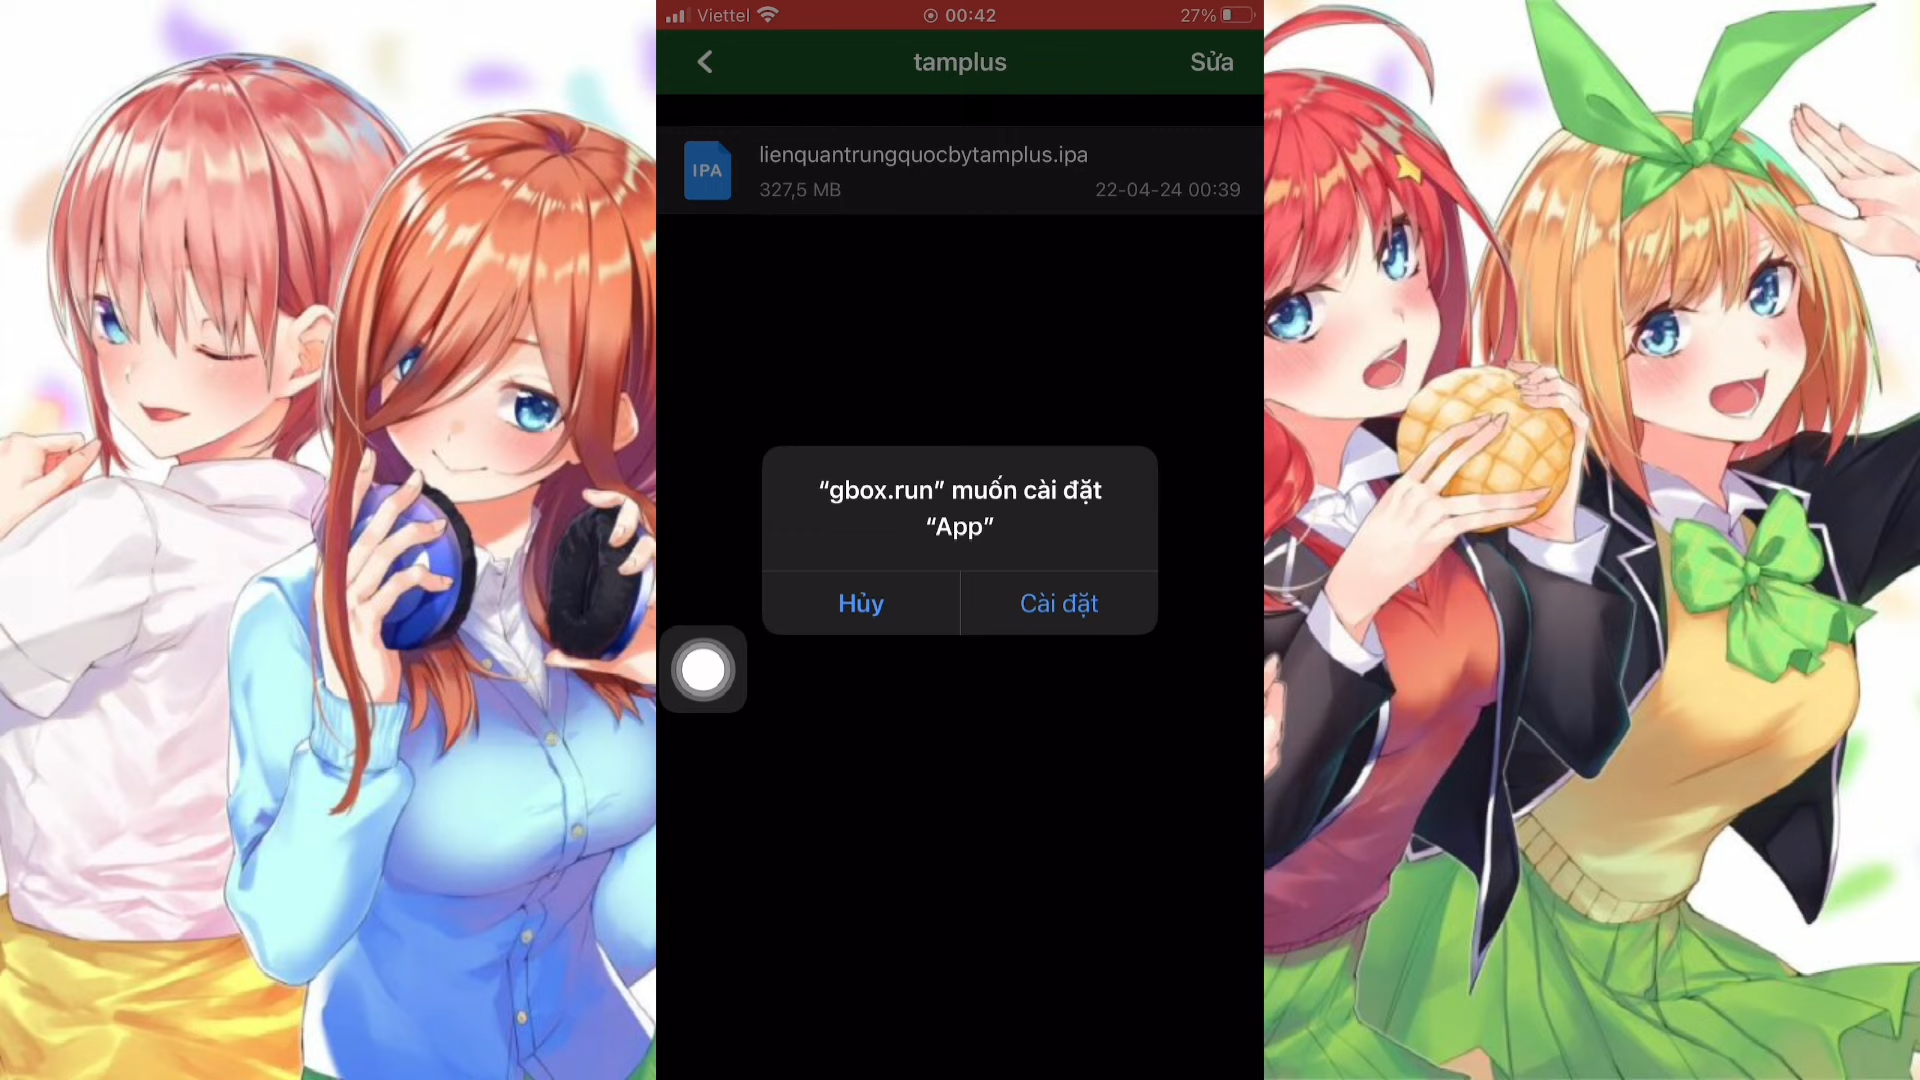 Viettel 00:42 27%
tamplus Sửa
IPA
lienquantrungquocbytamplus.ipa
327,5 MB 22-04-24 00:39
“gbox.run” muốn cài đặt
“App”
Hủy Cài đặt